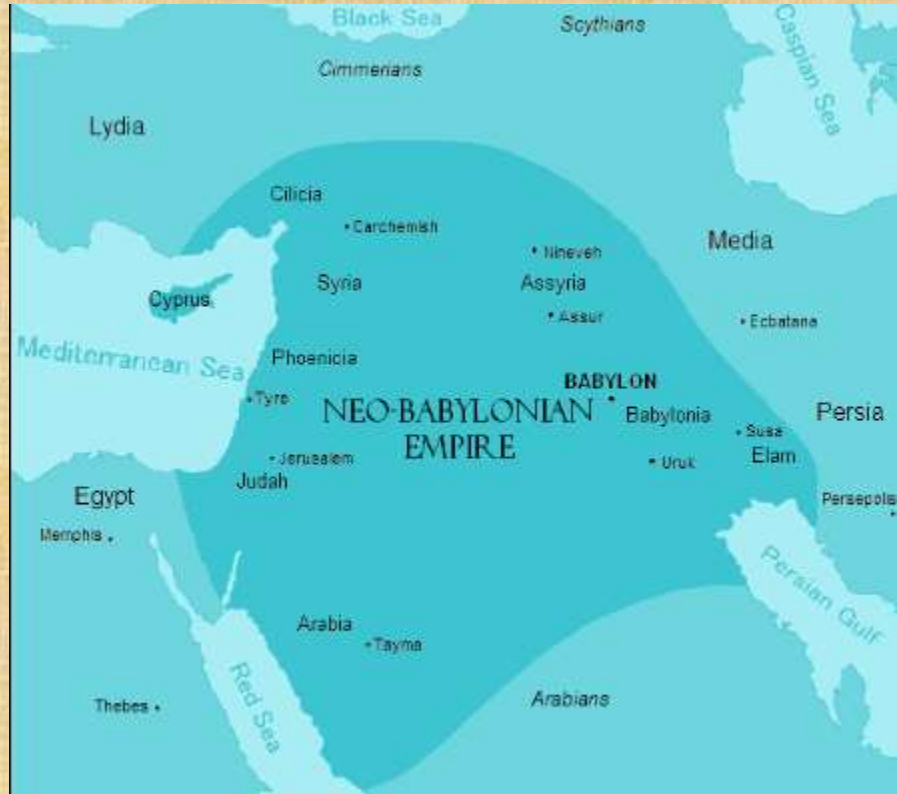 Black Sea
Scythians
Caspian Sea
Cimmerians
Lydia
Cilicia
Carchemish
Media
Nineveh
Syria
Assyria
Cyprus
Assur
Ecbatana
Mediterranean Sea
Phoenicia
BABYLON
Tyre
NEO-BABYLONIAN
EMPIRE
Babylonia
Persia
Susa
Elam
Jerusalem
Uruk
Judah
Egypt
Persepolis
Memphis
Persian Gulf
Arabia
Tayma
Red Sea
Arabians
Thebes